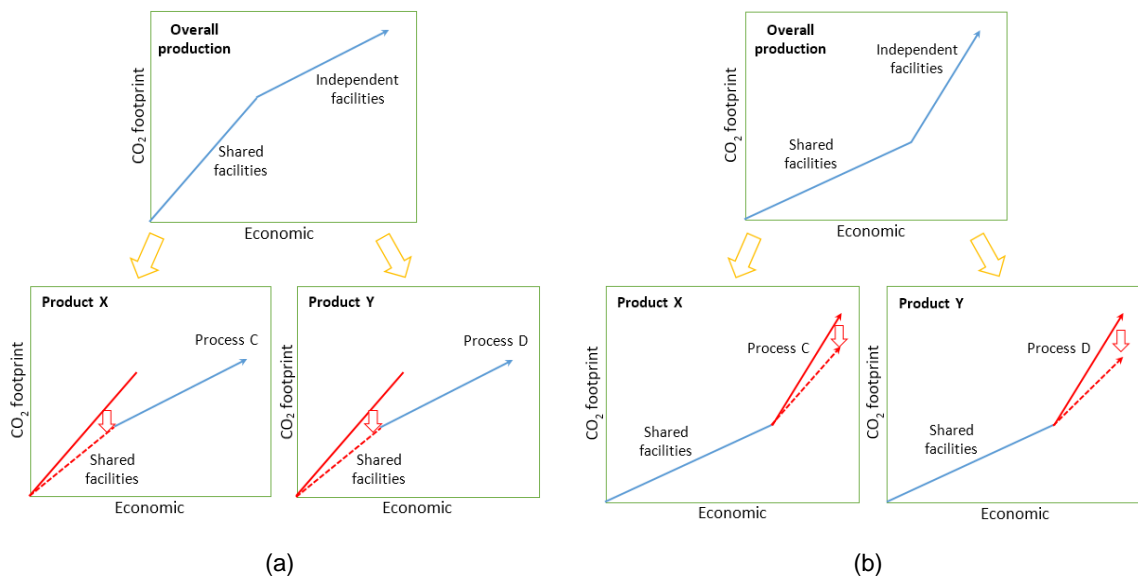 Overall
production
CO₂ footprint
Independent
facilities
Shared
facilities
Economic
Product X
CO₂ footprint
Process C
Shared
facilities
Economic
Product Y
CO₂ footprint
Process D
Shared
facilities
Economic
(a)
Overall
production
CO₂ footprint
Independent
facilities
Shared
facilities
Economic
Product X
CO₂ footprint
Process C
Shared
facilities
Economic
Product Y
CO₂ footprint
Process D
Shared
facilities
Economic
(b)